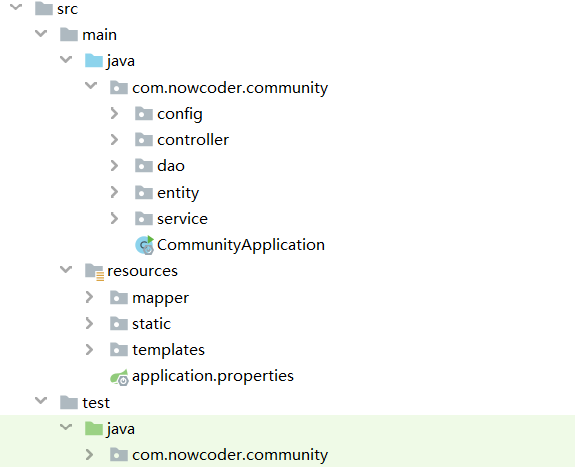 src
main
java
com.nowcoder.community
config
controller
dao
entity
service
CommunityApplication
resources
mapper
static
templates
application.properties
test
java
com.nowcoder.community